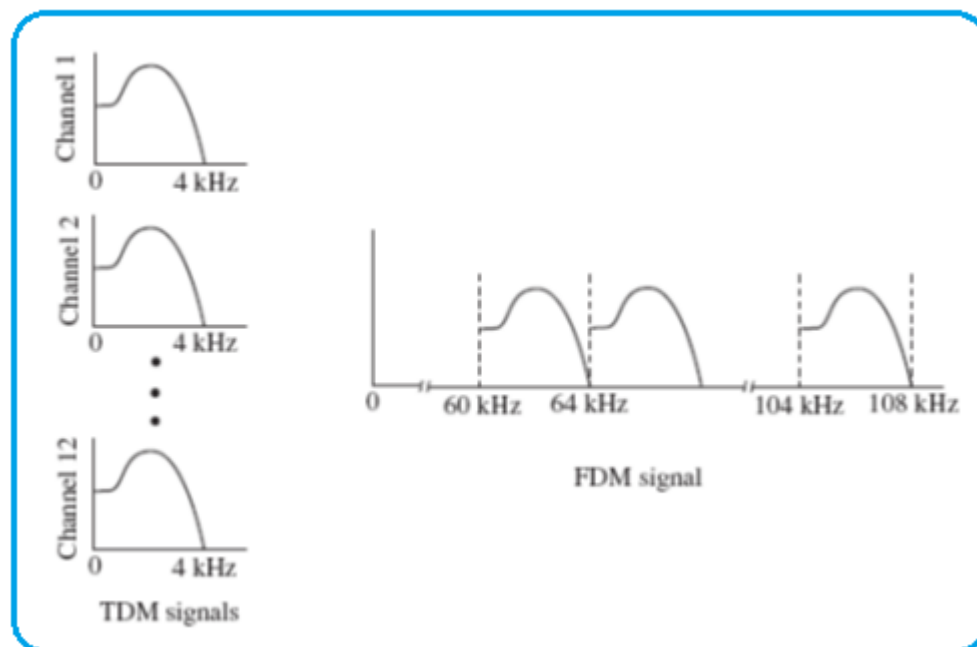 Channel 1
0 4 kHz
Channel 2
0 4 kHz
Channel 12
0 4 kHz
TDM signals
0 60 kHz 64 kHz 104 kHz 108 kHz
FDM signal